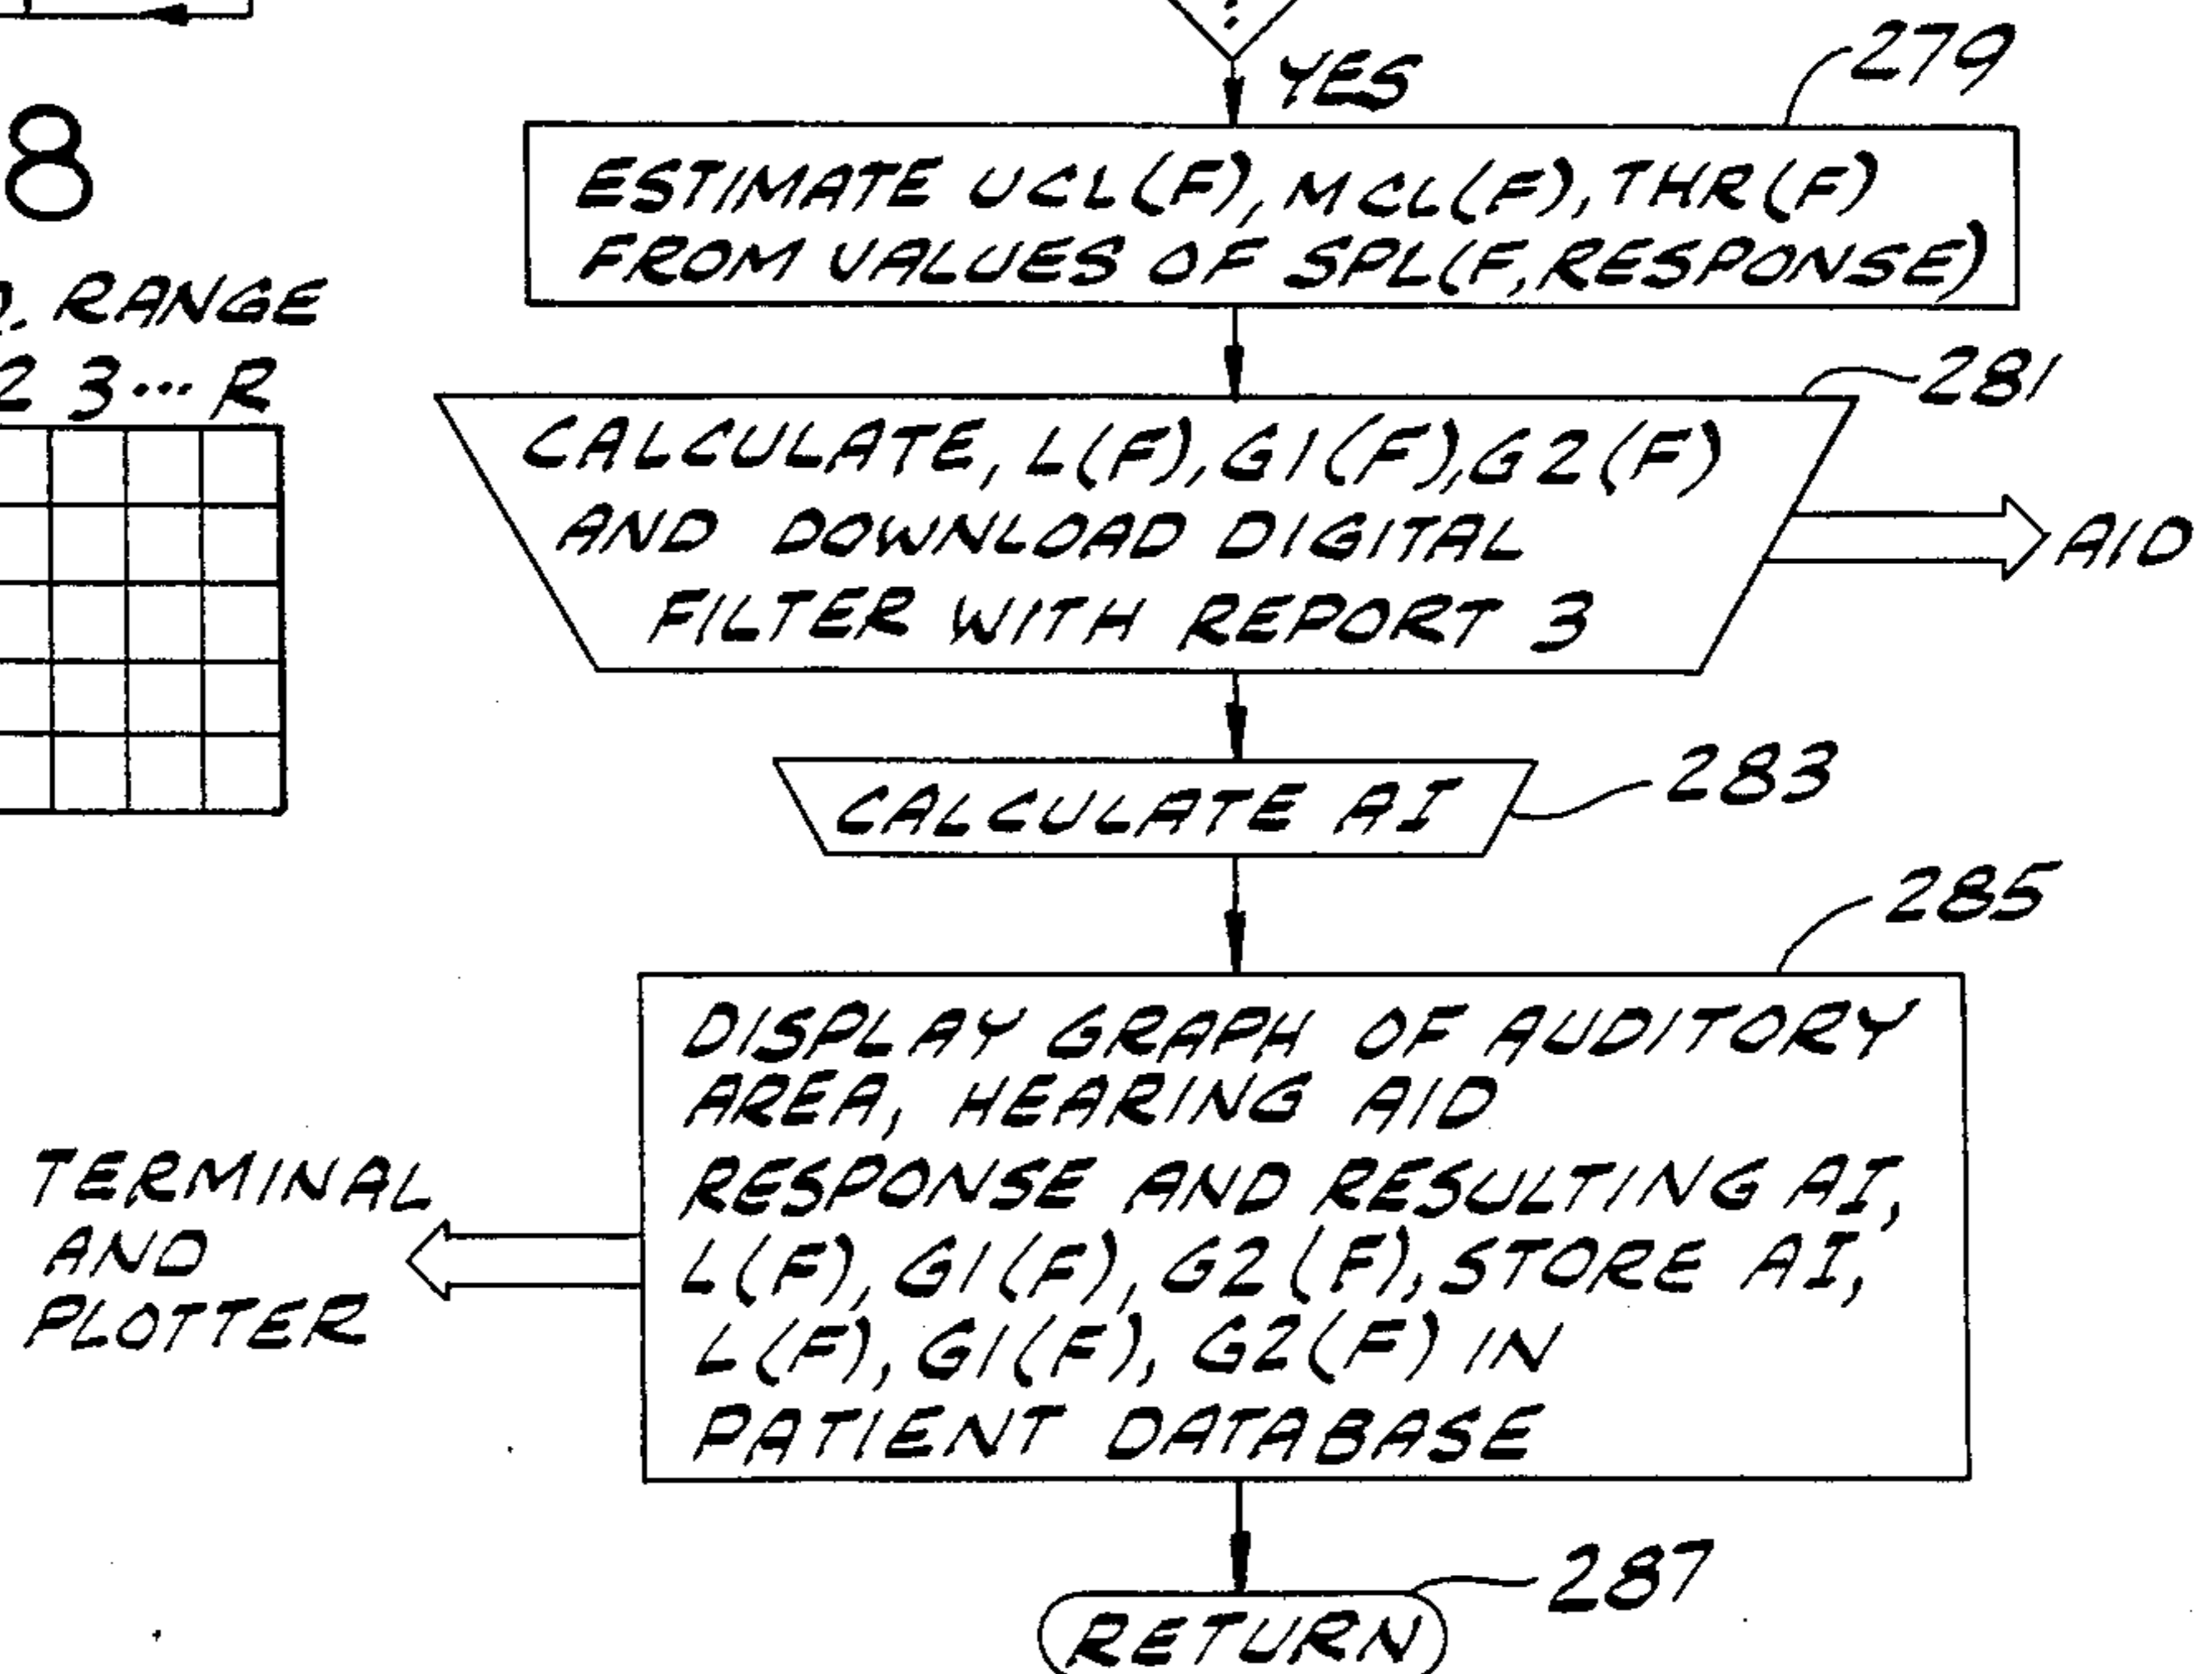 YES
279
ESTIMATE UCL(F), MCL(F), THR(F)
FROM VALUES OF SPL(F, RESPONSE)
8
RANGE
2 3... R
281
CALCULATE, L(F), G1(F), G2(F)
AND DOWNLOAD DIGITAL
FILTER WITH REPORT 3
AID
CALCULATE AI
283
285
DISPLAY GRAPH OF AUDITORY
AREA, HEARING AID
RESPONSE AND RESULTING AI,
L(F), G1(F), G2(F), STORE AI,
L(F), G1(F), G2(F) IN
PATIENT DATABASE
TERMINAL
AND
PLOTTER
287
RETURN